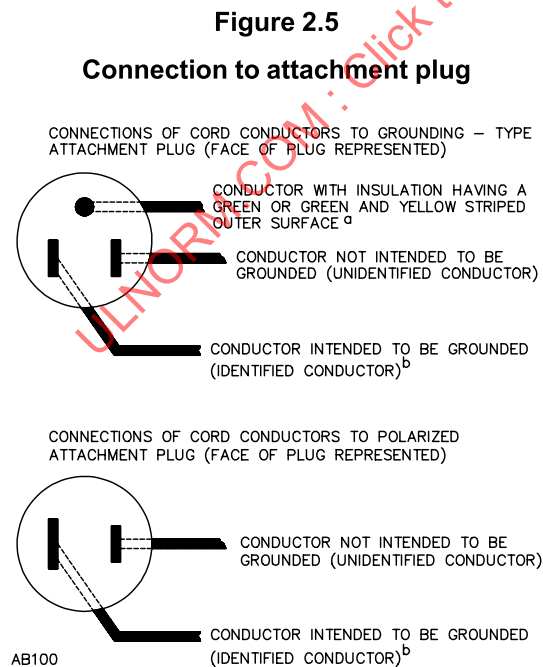 Figure 2.5
Connection to attachment plug
CONNECTIONS OF CORD CONDUCTORS TO GROUNDING – TYPE
ATTACHMENT PLUG (FACE OF PLUG REPRESENTED)
CONDUCTOR WITH INSULATION HAVING A
GREEN OR GREEN AND YELLOW STRIPED
OUTER SURFACE a
CONDUCTOR NOT INTENDED TO BE
GROUNDED (UNIDENTIFIED CONDUCTOR)
CONDUCTOR INTENDED TO BE GROUNDED
(IDENTIFIED CONDUCTOR)b
CONNECTIONS OF CORD CONDUCTORS TO POLARIZED
ATTACHMENT PLUG (FACE OF PLUG REPRESENTED)
CONDUCTOR NOT INTENDED TO BE
GROUNDED (UNIDENTIFIED CONDUCTOR)
CONDUCTOR INTENDED TO BE GROUNDED
(IDENTIFIED CONDUCTOR)b
AB100
ULNORM.COM : Click t